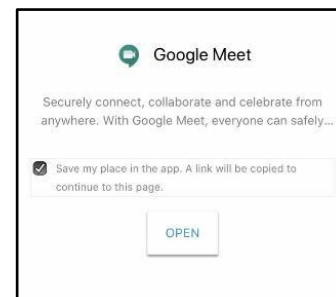 Google Meet
Securely connect, collaborate and celebrate from
anywhere. With Google Meet, everyone can safely...
Save my place in the app. A link will be copied to
continue to this page.
OPEN